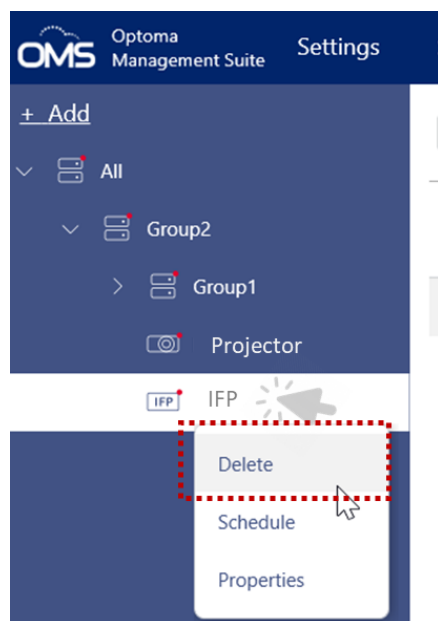 OMS
Optoma
Management Suite
Settings
+ Add
All
Group2
Group1
Projector
IFP IFP
Delete
Schedule
Properties